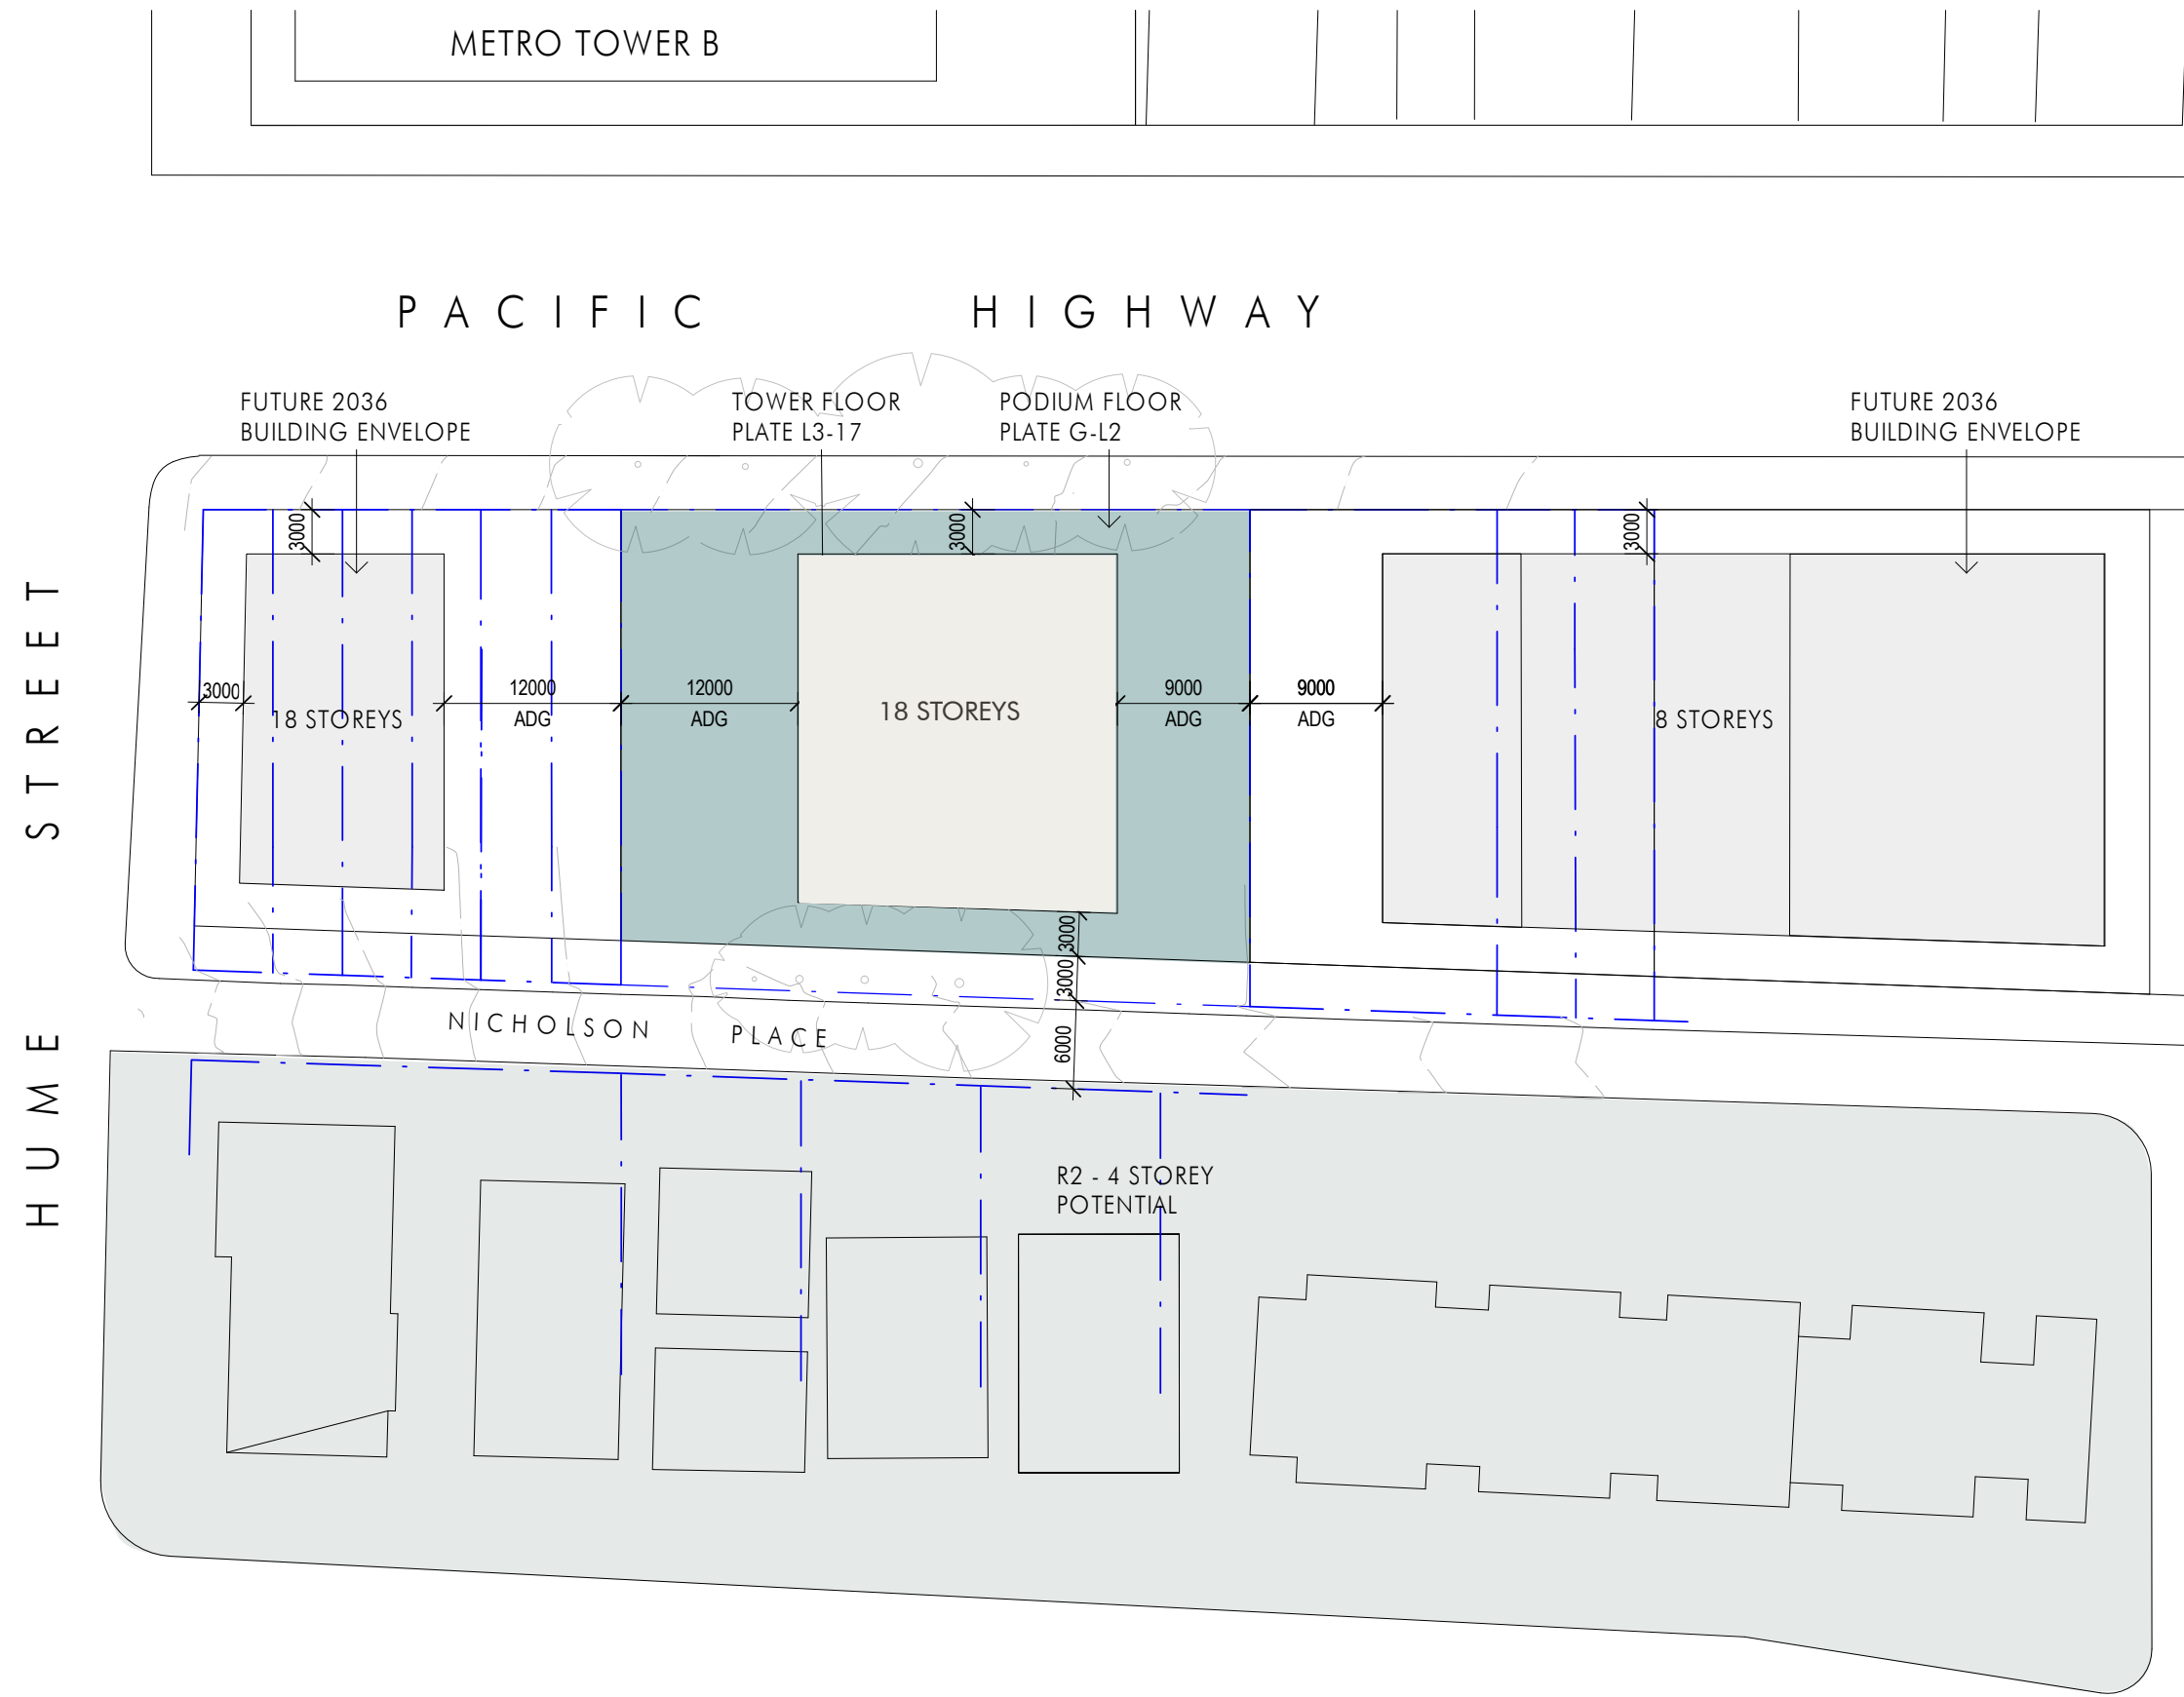 METRO TOWER B
PACIFIC HIGHWAY
FUTURE 2036
BUILDING ENVELOPE
TOWER FLOOR
PLATE L3-17
PODIUM FLOOR
PLATE G-L2
FUTURE 2036
BUILDING ENVELOPE
3000
3000
3000
3000
18 STOREYS
12000
ADG
12000
ADG
18 STOREYS
9000
ADG
9000
ADG
8 STOREYS
3000
3000
6000
NICHOLSON PLACE
HUME STREET
R2 - 4 STOREY
POTENTIAL